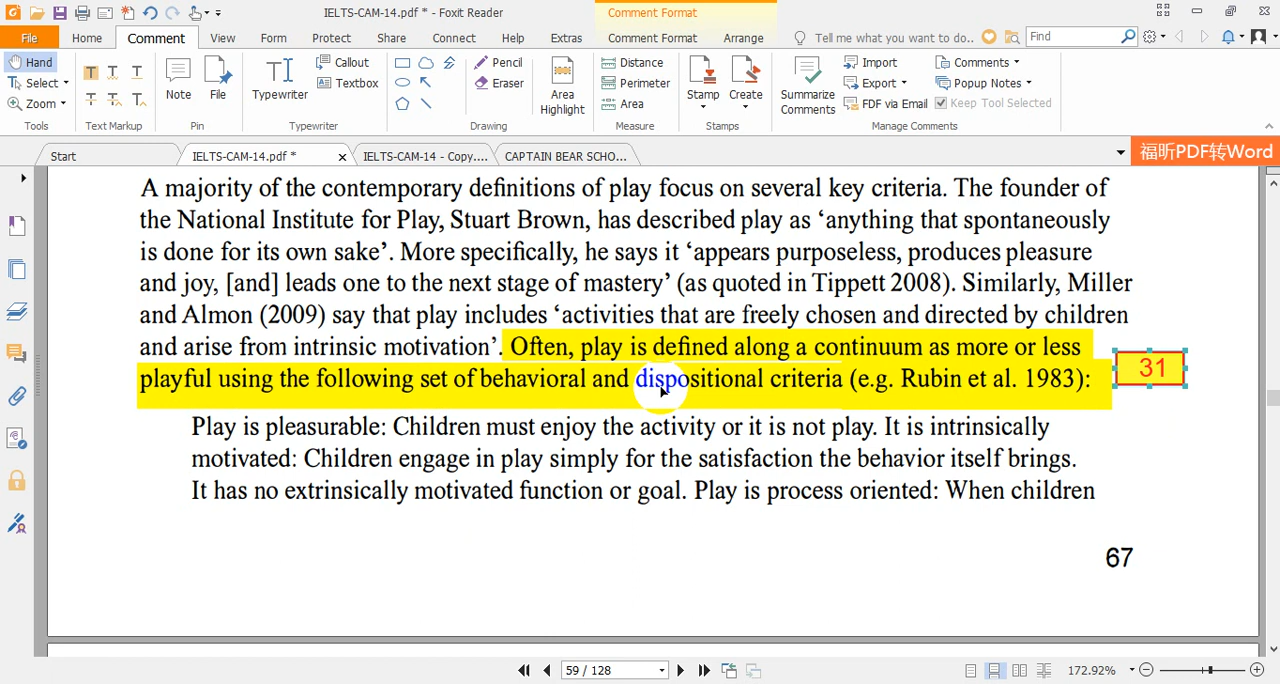 IELTS-CAM-14.pdf * - Foxit Reader
Comment Format
File
Home
Comment
View
Form
Protect
Share
Connect
Help
Extras
Comment Format
Arrange
Tell me what you want to do..
Find
Hand
Select
Zoom
Tools
Text Markup
Note
File
Pin
Typewriter
Callout
Textbox
Typewriter
Pencil
Eraser
Drawing
Area
Highlight
Distance
Perimeter
Area
Measure
Stamp
Create
Stamps
Summarize
Comments
Import
Export
FDF via Email
Comments
Popup Notes
Keep Tool Selected
Manage Comments
Start
IELTS-CAM-14.pdf *
IELTS-CAM-14 - Copy....
CAPTAIN BEAR SCHO...
福昕PDF转Word
A majority of the contemporary definitions of play focus on several key criteria. The founder of
the National Institute for Play, Stuart Brown, has described play as ‘anything that spontaneously
is done for its own sake’. More specifically, he says it ‘appears purposeless, produces pleasure
and joy, [and] leads one to the next stage of mastery’ (as quoted in Tippett 2008). Similarly, Miller
and Almon (2009) say that play includes ‘activities that are freely chosen and directed by children
and arise from intrinsic motivation’. Often, play is defined along a continuum as more or less
playful using the following set of behavioral and dispositional criteria (e.g. Rubin et al. 1983):
31
Play is pleasurable: Children must enjoy the activity or it is not play. It is intrinsically
motivated: Children engage in play simply for the satisfaction the behavior itself brings.
It has no extrinsically motivated function or goal. Play is process oriented: When children
67
59 / 128
172.92%